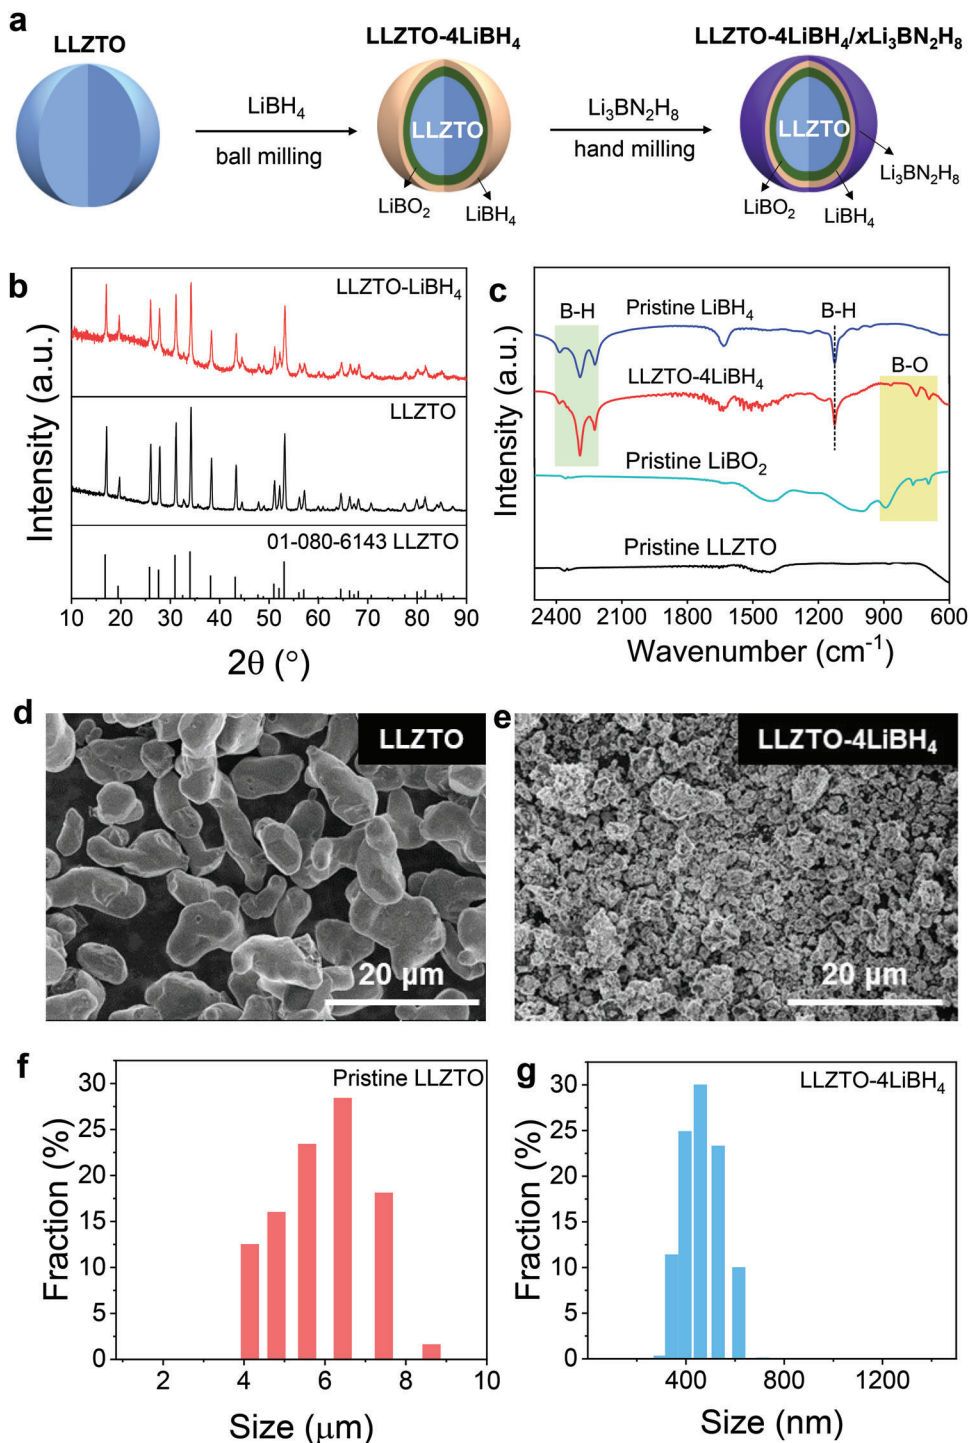 a
LLZTO
LLZTO-4LiBH₄
LLZTO-4LiBH₄/xLi₃BN₂H₈
LiBH₄
ball milling
Li₃BN₂H₈
hand milling
LLZTO
LLZTO
LiBO₂
LiBH₄
LiBO₂
LiBH₄
Li₃BN₂H₈
b
LLZTO-LiBH₄
LLZTO
01-080-6143 LLZTO
Intensity (a.u.)
10 20 30 40 50 60 70 80 90
2θ (°)
c
B-H
Pristine LiBH₄
B-H
LLZTO-4LiBH₄
B-O
Pristine LiBO₂
Pristine LLZTO
Intensity (a.u.)
2400 2100 1800 1500 1200 900 600
Wavenumber (cm⁻¹)
d
LLZTO
20 µm
e
LLZTO-4LiBH₄
20 µm
f
Pristine LLZTO
Fraction (%)
30
25
20
15
10
5
0
2 4 6 8 10
Size (µm)
g
LLZTO-4LiBH₄
Fraction (%)
30
25
20
15
10
5
0
400 800 1200
Size (nm)